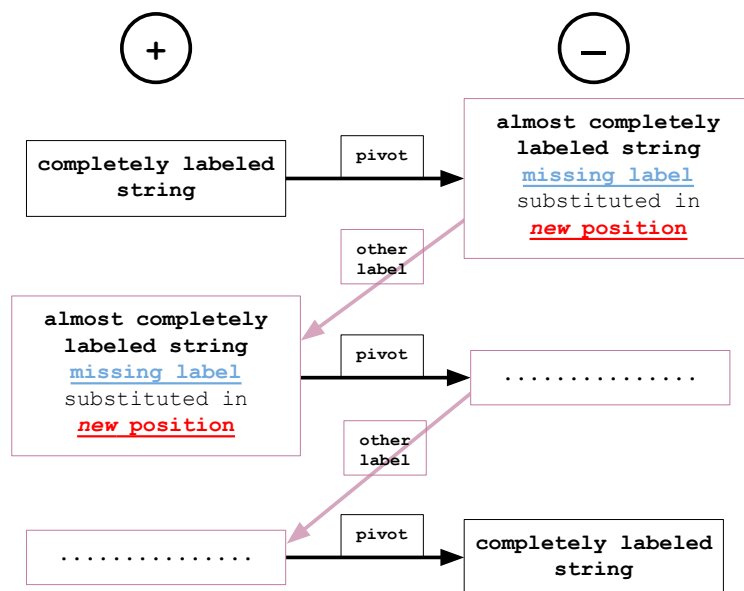 +
−
completely labeled
string
pivot
almost completely
labeled string
missing label
substituted in
new position
other
label
almost completely
labeled string
missing label
substituted in
new position
pivot
...............
other
label
...............
pivot
completely labeled
string